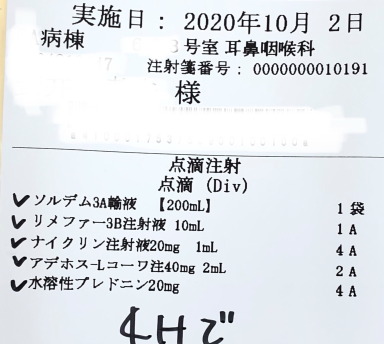 実施日： 2020年10月 2日
病棟
号室 耳鼻咽喉科
注射箋番号： 0000000010191
様
点滴注射
点滴 (Div)
ソルデム3A輸液 【200mL】 1 袋
リメファー3B注射液 10mL 1 A
ナイクリン注射液20mg 1mL 4 A
アデホス-Lコーワ注40mg 2mL 2 A
水溶性プレドニン20mg 4 A
4Hで